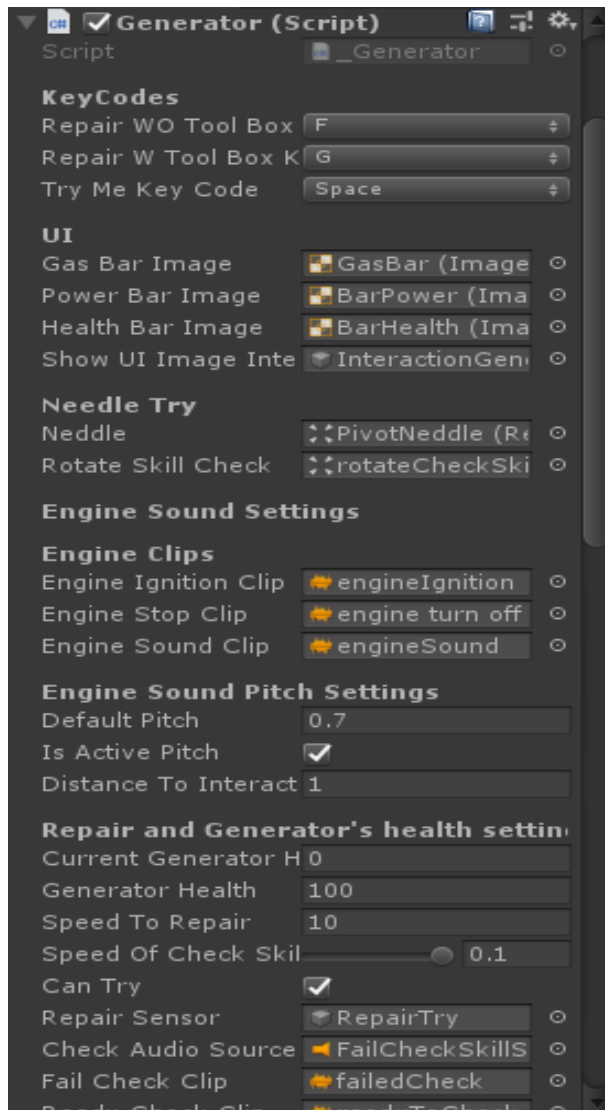 Generator (Script)
Script _Generator
KeyCodes
Repair WO Tool Box F
Repair W Tool Box K G
Try Me Key Code Space
UI
Gas Bar Image GasBar (Image
Power Bar Image BarPower (Ima
Health Bar Image BarHealth (Ima
Show UI Image Inte InteractionGen
Needle Try
Neddle PivotNeddle (Re
Rotate Skill Check rotateCheckSki
Engine Sound Settings
Engine Clips
Engine Ignition Clip engineIgnition
Engine Stop Clip engine turn off
Engine Sound Clip engineSound
Engine Sound Pitch Settings
Default Pitch 0.7
Is Active Pitch
Distance To Interact 1
Repair and Generator's health settin
Current Generator H 0
Generator Health 100
Speed To Repair 10
Speed Of Check Skil 0.1
Can Try
Repair Sensor RepairTry
Check Audio Source FailCheckSkillS
Fail Check Clip failedCheck
Ready Check Clip readyToCheck